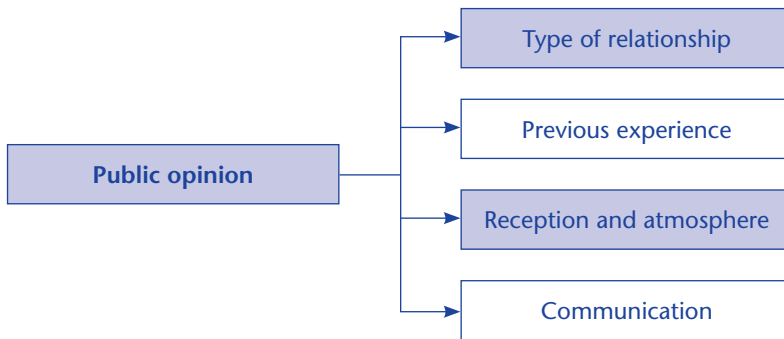 Type of relationship
Previous experience
Public opinion
Reception and atmosphere
Communication